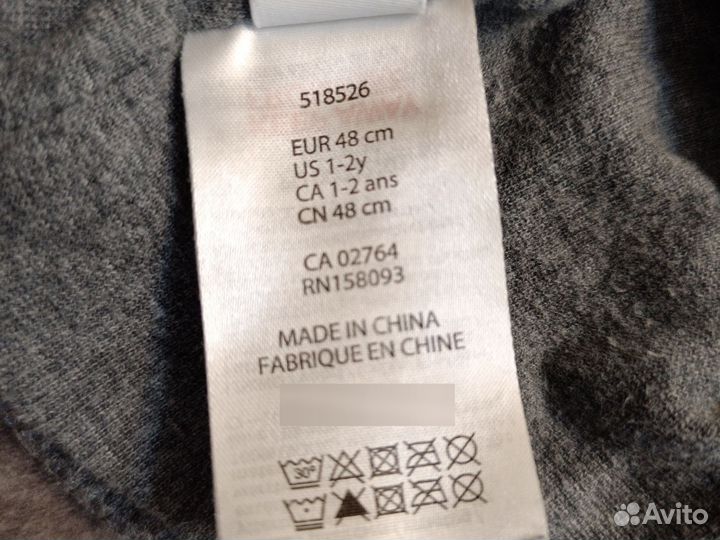 518526
EUR 48 cm
US 1-2y
CA 1-2 ans
CN 48 cm
CA 02764
RN158093
MADE IN CHINA
FABRIQUE EN CHINE
30°
Avito